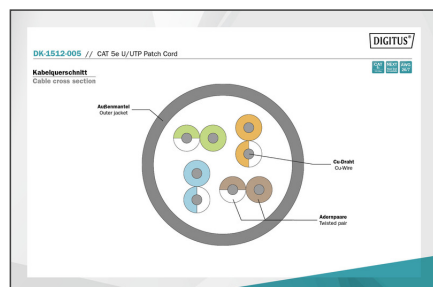 DIGITUS®
DK-1512-005 // CAT 5e U/UTP Patch Cord
Kabelquerschnitt
Cable cross section
Außenmantel
Outer jacket
Cu-Draht
Cu-Wire
Adernpaare
Twisted pair